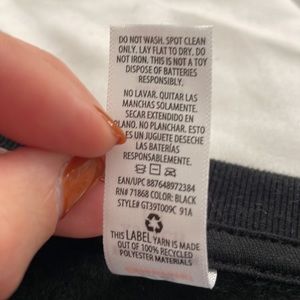 DO NOT WASH. SPOT CLEAN
ONLY. LAY FLAT TO DRY. DO
NOT IRON. THIS IS NOT A TOY
DISPOSE OF BATTERIES
RESPONSIBLY.
NO LAVAR. QUITAR LAS
MANCHAS SOLAMENTE.
SECAR EXTENDIDO EN
PLANO. NO PLANCHAR. ESTO
NO ES UN JUGUETE DESECHE
LAS BATERÍAS
RESPONSABLEMENTE.
EAN/UPC 887648972384
RN# 71868 COLOR: BLACK
STYLE# GT39T009C 91A
THIS LABEL YARN IS MADE
OUT OF 100% RECYCLED
POLYESTER MATERIALS